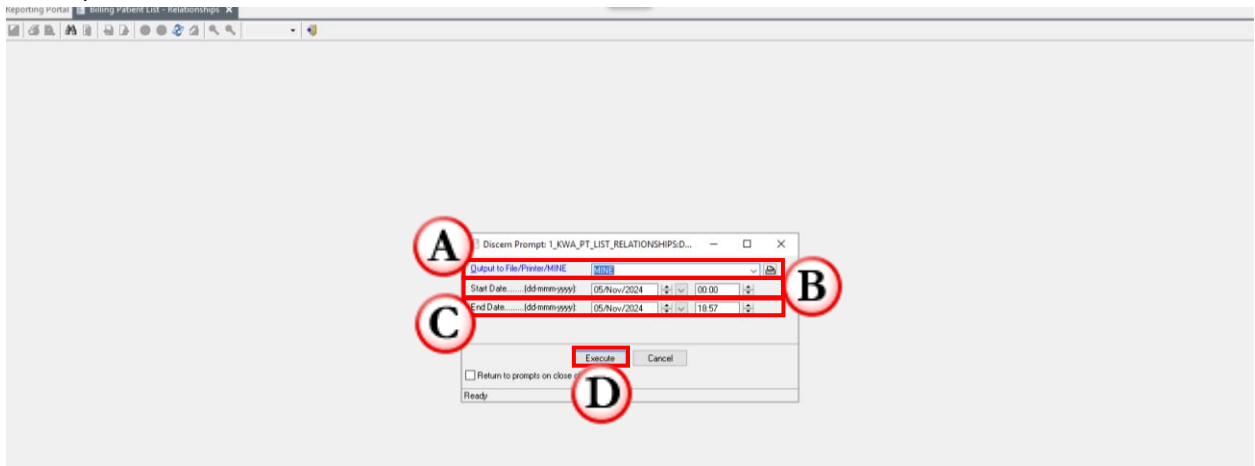 Reporting Portal Billing Patient List - Relationships X
A
Discern Prompt: 1_KWA_PT_LIST_RELATIONSHIPS:D...
Output to File/Printer/MINE MINE
B
Start Date........(dd-mmm-yyyy): 05/Nov/2024 00:00
End Date........(dd-mmm-yyyy): 05/Nov/2024 18:57
C
Execute Cancel
Return to prompts on close
D
Ready